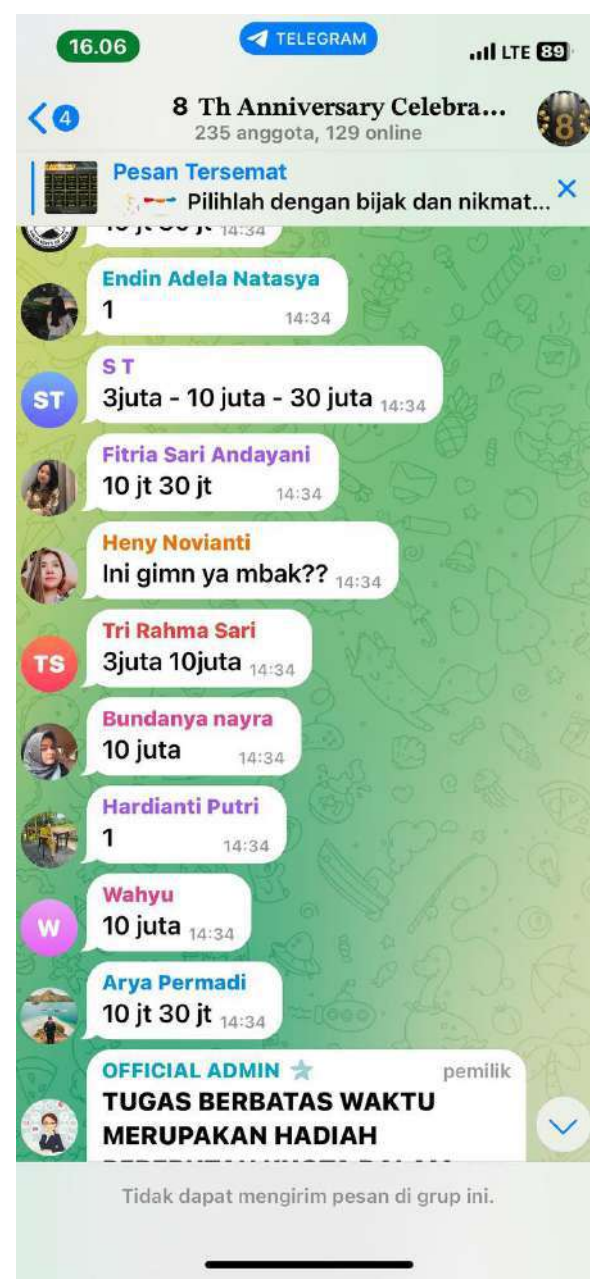 16.06
TELEGRAM
LTE 89
4
8 Th Anniversary Celebra...
235 anggota, 129 online
8
Pesan Tersemat
Pilihlah dengan bijak dan nikmat...
14:34
Endin Adela Natasya
1 14:34
ST
S T
3juta - 10 juta - 30 juta 14:34
Fitria Sari Andayani
10 jt 30 jt 14:34
Heny Novianti
Ini gimn ya mbak?? 14:34
TS
Tri Rahma Sari
3juta 10juta 14:34
Bundanya nayra
10 juta 14:34
Hardianti Putri
1 14:34
W
Wahyu
10 juta 14:34
Arya Permadi
10 jt 30 jt 14:34
OFFICIAL ADMIN pemilik
TUGAS BERBATAS WAKTU
MERUPAKAN HADIAH
Tidak dapat mengirim pesan di grup ini.